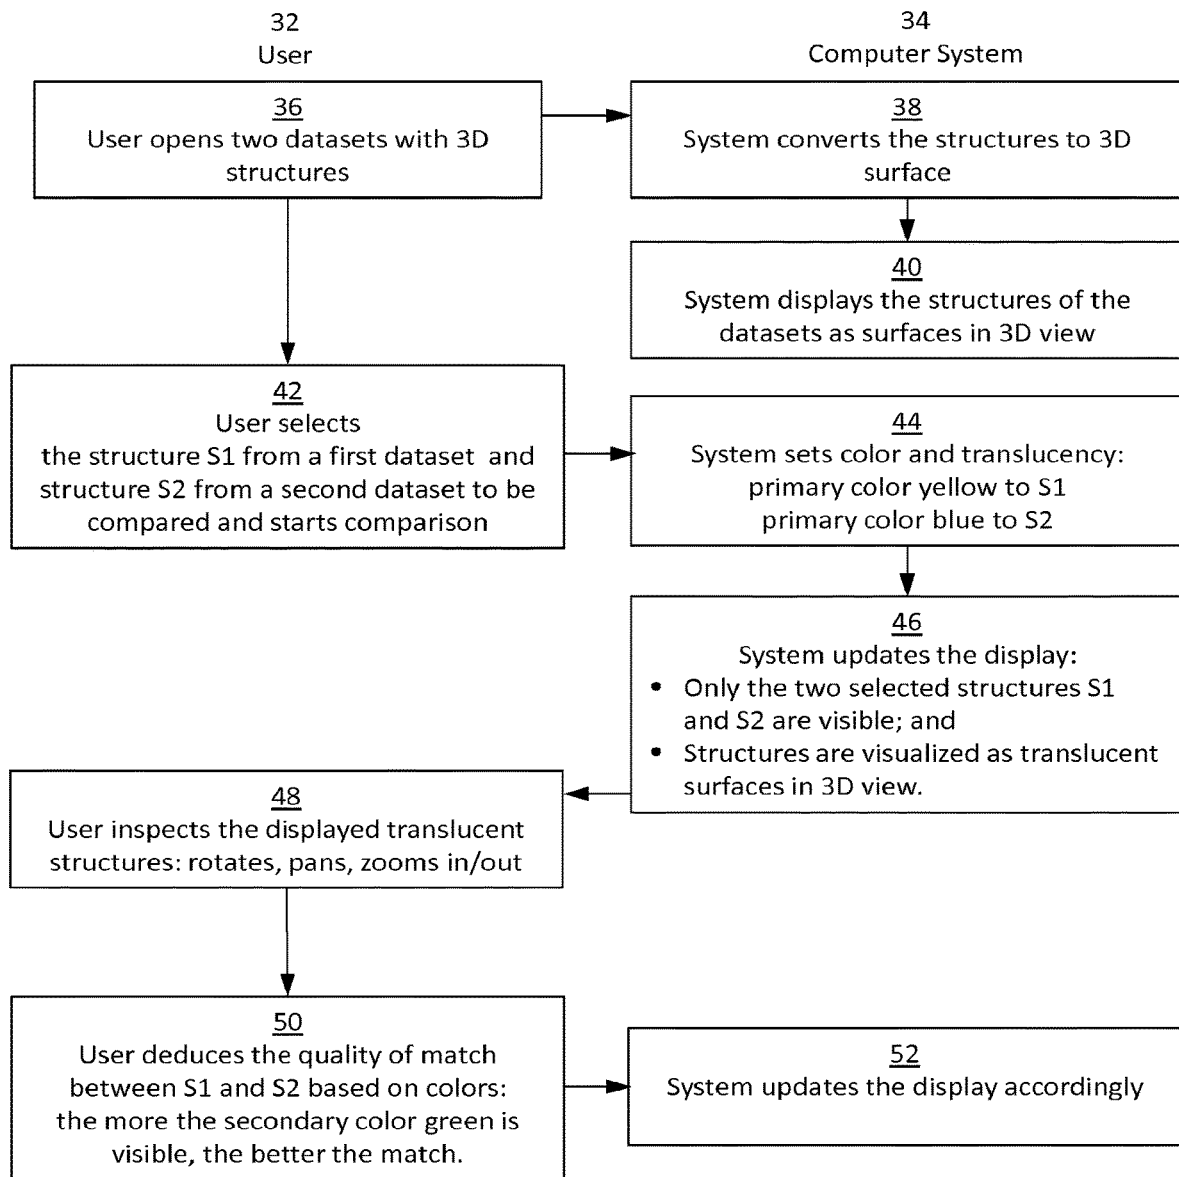 32
User
34
Computer System
36
User opens two datasets with 3D
structures
38
System converts the structures to 3D
surface
40
System displays the structures of the
datasets as surfaces in 3D view
42
User selects
the structure S1 from a first dataset and
structure S2 from a second dataset to be
compared and starts comparison
44
System sets color and translucency:
primary color yellow to S1
primary color blue to S2
46
System updates the display:
• Only the two selected structures S1
and S2 are visible; and
• Structures are visualized as translucent
surfaces in 3D view.
48
User inspects the displayed translucent
structures: rotates, pans, zooms in/out
50
User deduces the quality of match
between S1 and S2 based on colors:
the more the secondary color green is
visible, the better the match.
52
System updates the display accordingly